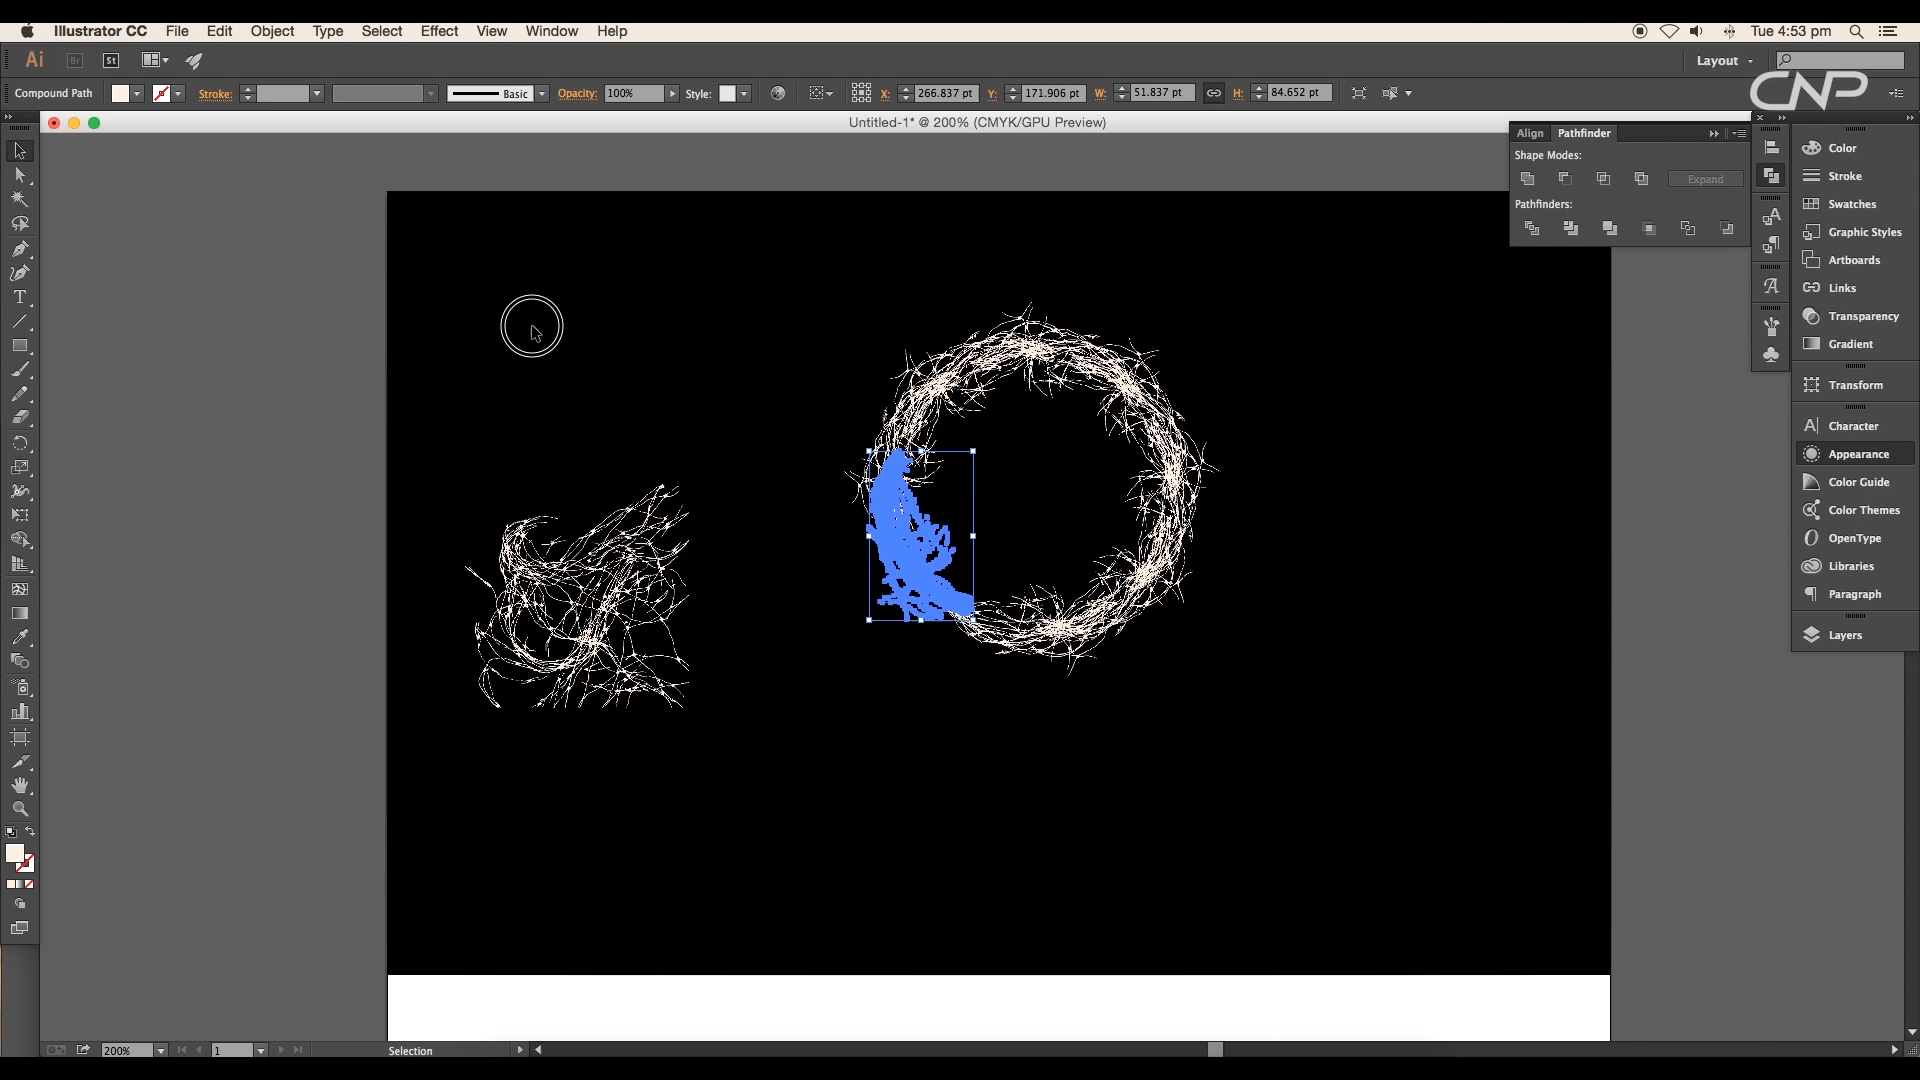 Illustrator CC File Edit Object Type Select Effect View Window Help Tue 4:53 pm
Ai Br St Layout
CNP
Compound Path Stroke: Basic Opacity: 100% Style: X: 266.837 pt Y: 171.906 pt W: 51.837 pt H: 84.652 pt
Untitled-1* @ 200% (CMYK/GPU Preview)
Align Pathfinder
Shape Modes:
Expand
Pathfinders:
Color
Stroke
Swatches
Graphic Styles
Artboards
Links
Transparency
Gradient
Transform
Character
Appearance
Color Guide
Color Themes
OpenType
Libraries
Paragraph
Layers
200% 1 Selection